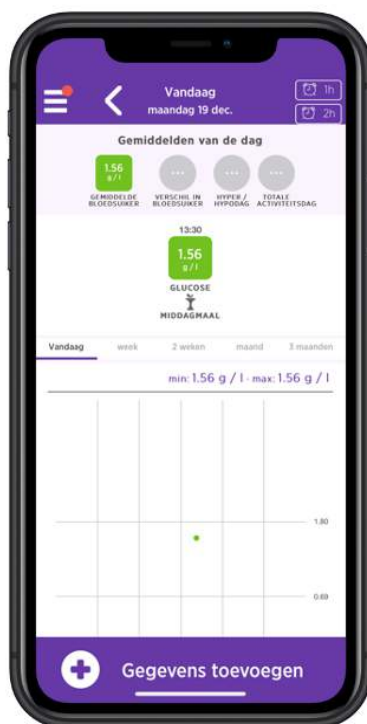 Vandaag
maandag 19 dec.
1h
2h
Gemiddelden van de dag
1.56
g/l
GEMIDDELDE
BLOEDSUIKER
VERSCHIL IN
BLOEDSUIKER
HYPER /
HYPODAG
TOTALE
ACTIVITEITSDAG
13:30
1.56
g/l
GLUCOSE
MIDDAGMAAL
Vandaag week 2 weken maand 3 maanden
min: 1.56 g / l - max: 1.56 g / l
1.80
0.69
Gegevens toevoegen